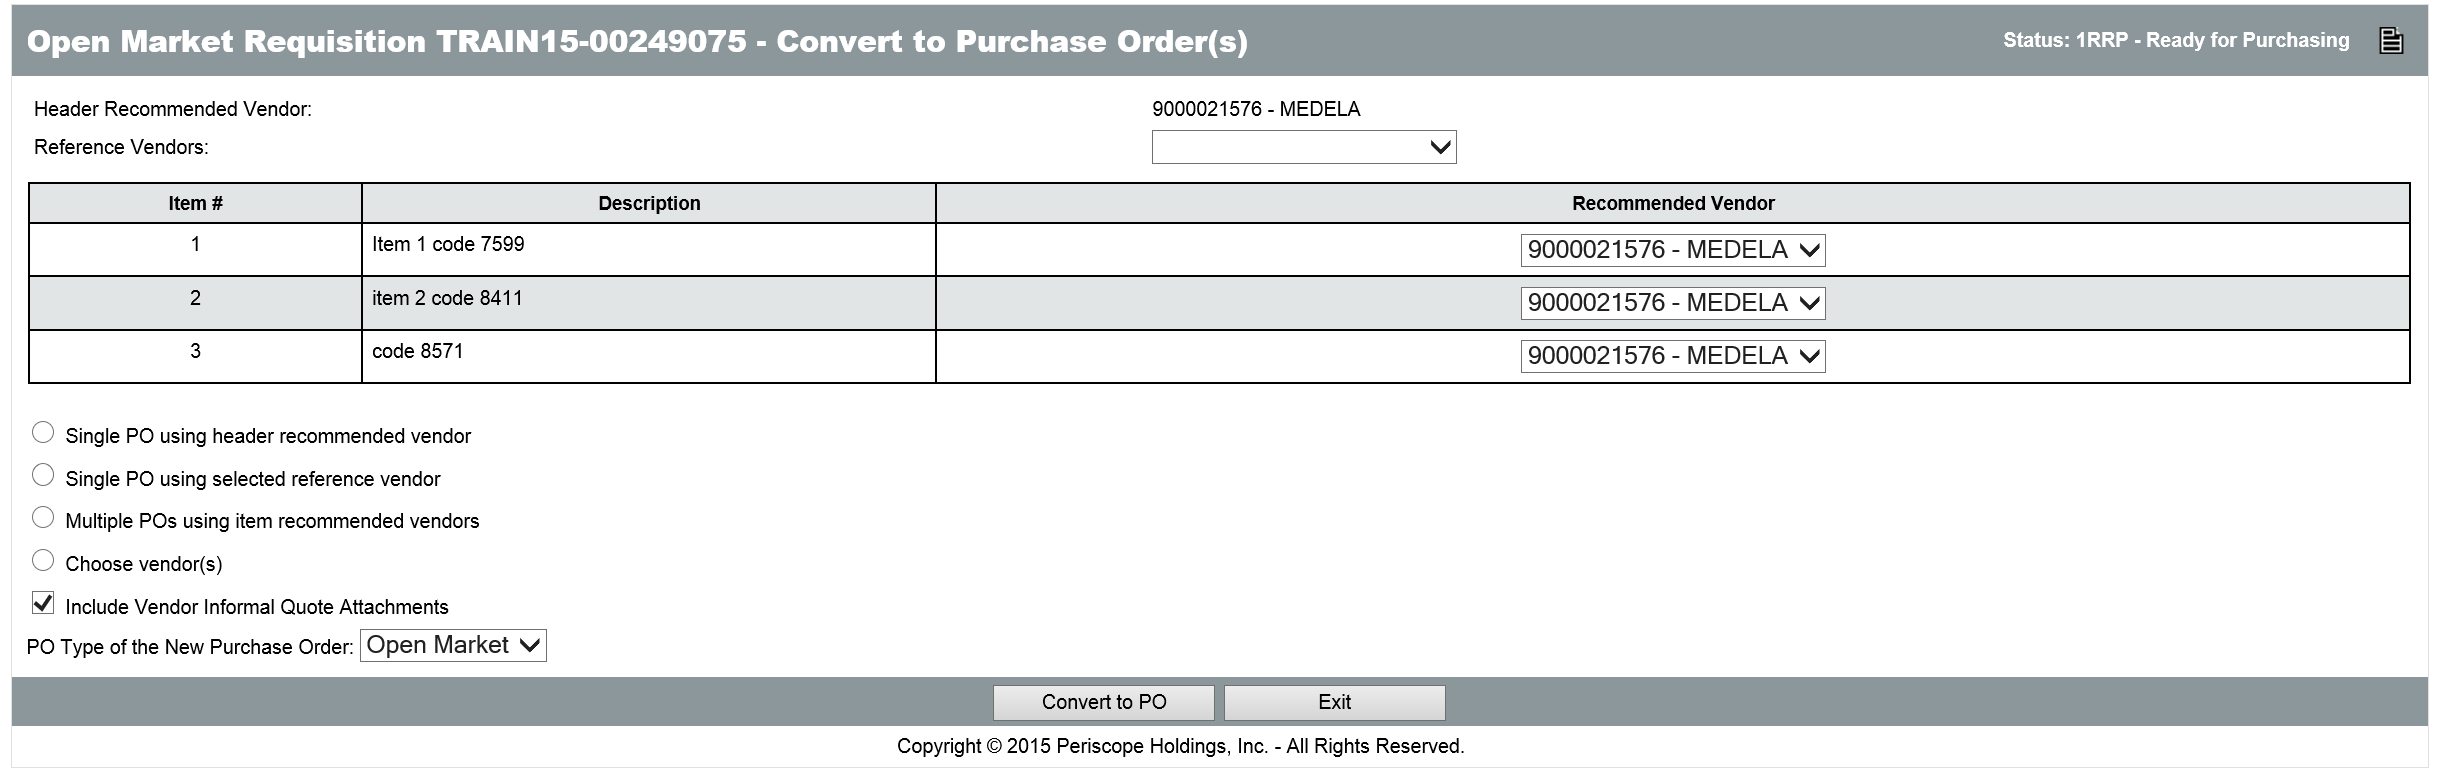 Open Market Requisition TRAIN15-00249075 - Convert to Purchase Order(s)
Status: 1RRP - Ready for Purchasing
Header Recommended Vendor:
9000021576 - MEDELA
Reference Vendors:
Item # Description Recommended Vendor
1 Item 1 code 7599 9000021576 - MEDELA
2 item 2 code 8411 9000021576 - MEDELA
3 code 8571 9000021576 - MEDELA
Single PO using header recommended vendor
Single PO using selected reference vendor
Multiple POs using item recommended vendors
Choose vendor(s)
Include Vendor Informal Quote Attachments
PO Type of the New Purchase Order: Open Market
Convert to PO Exit
Copyright © 2015 Periscope Holdings, Inc. - All Rights Reserved.